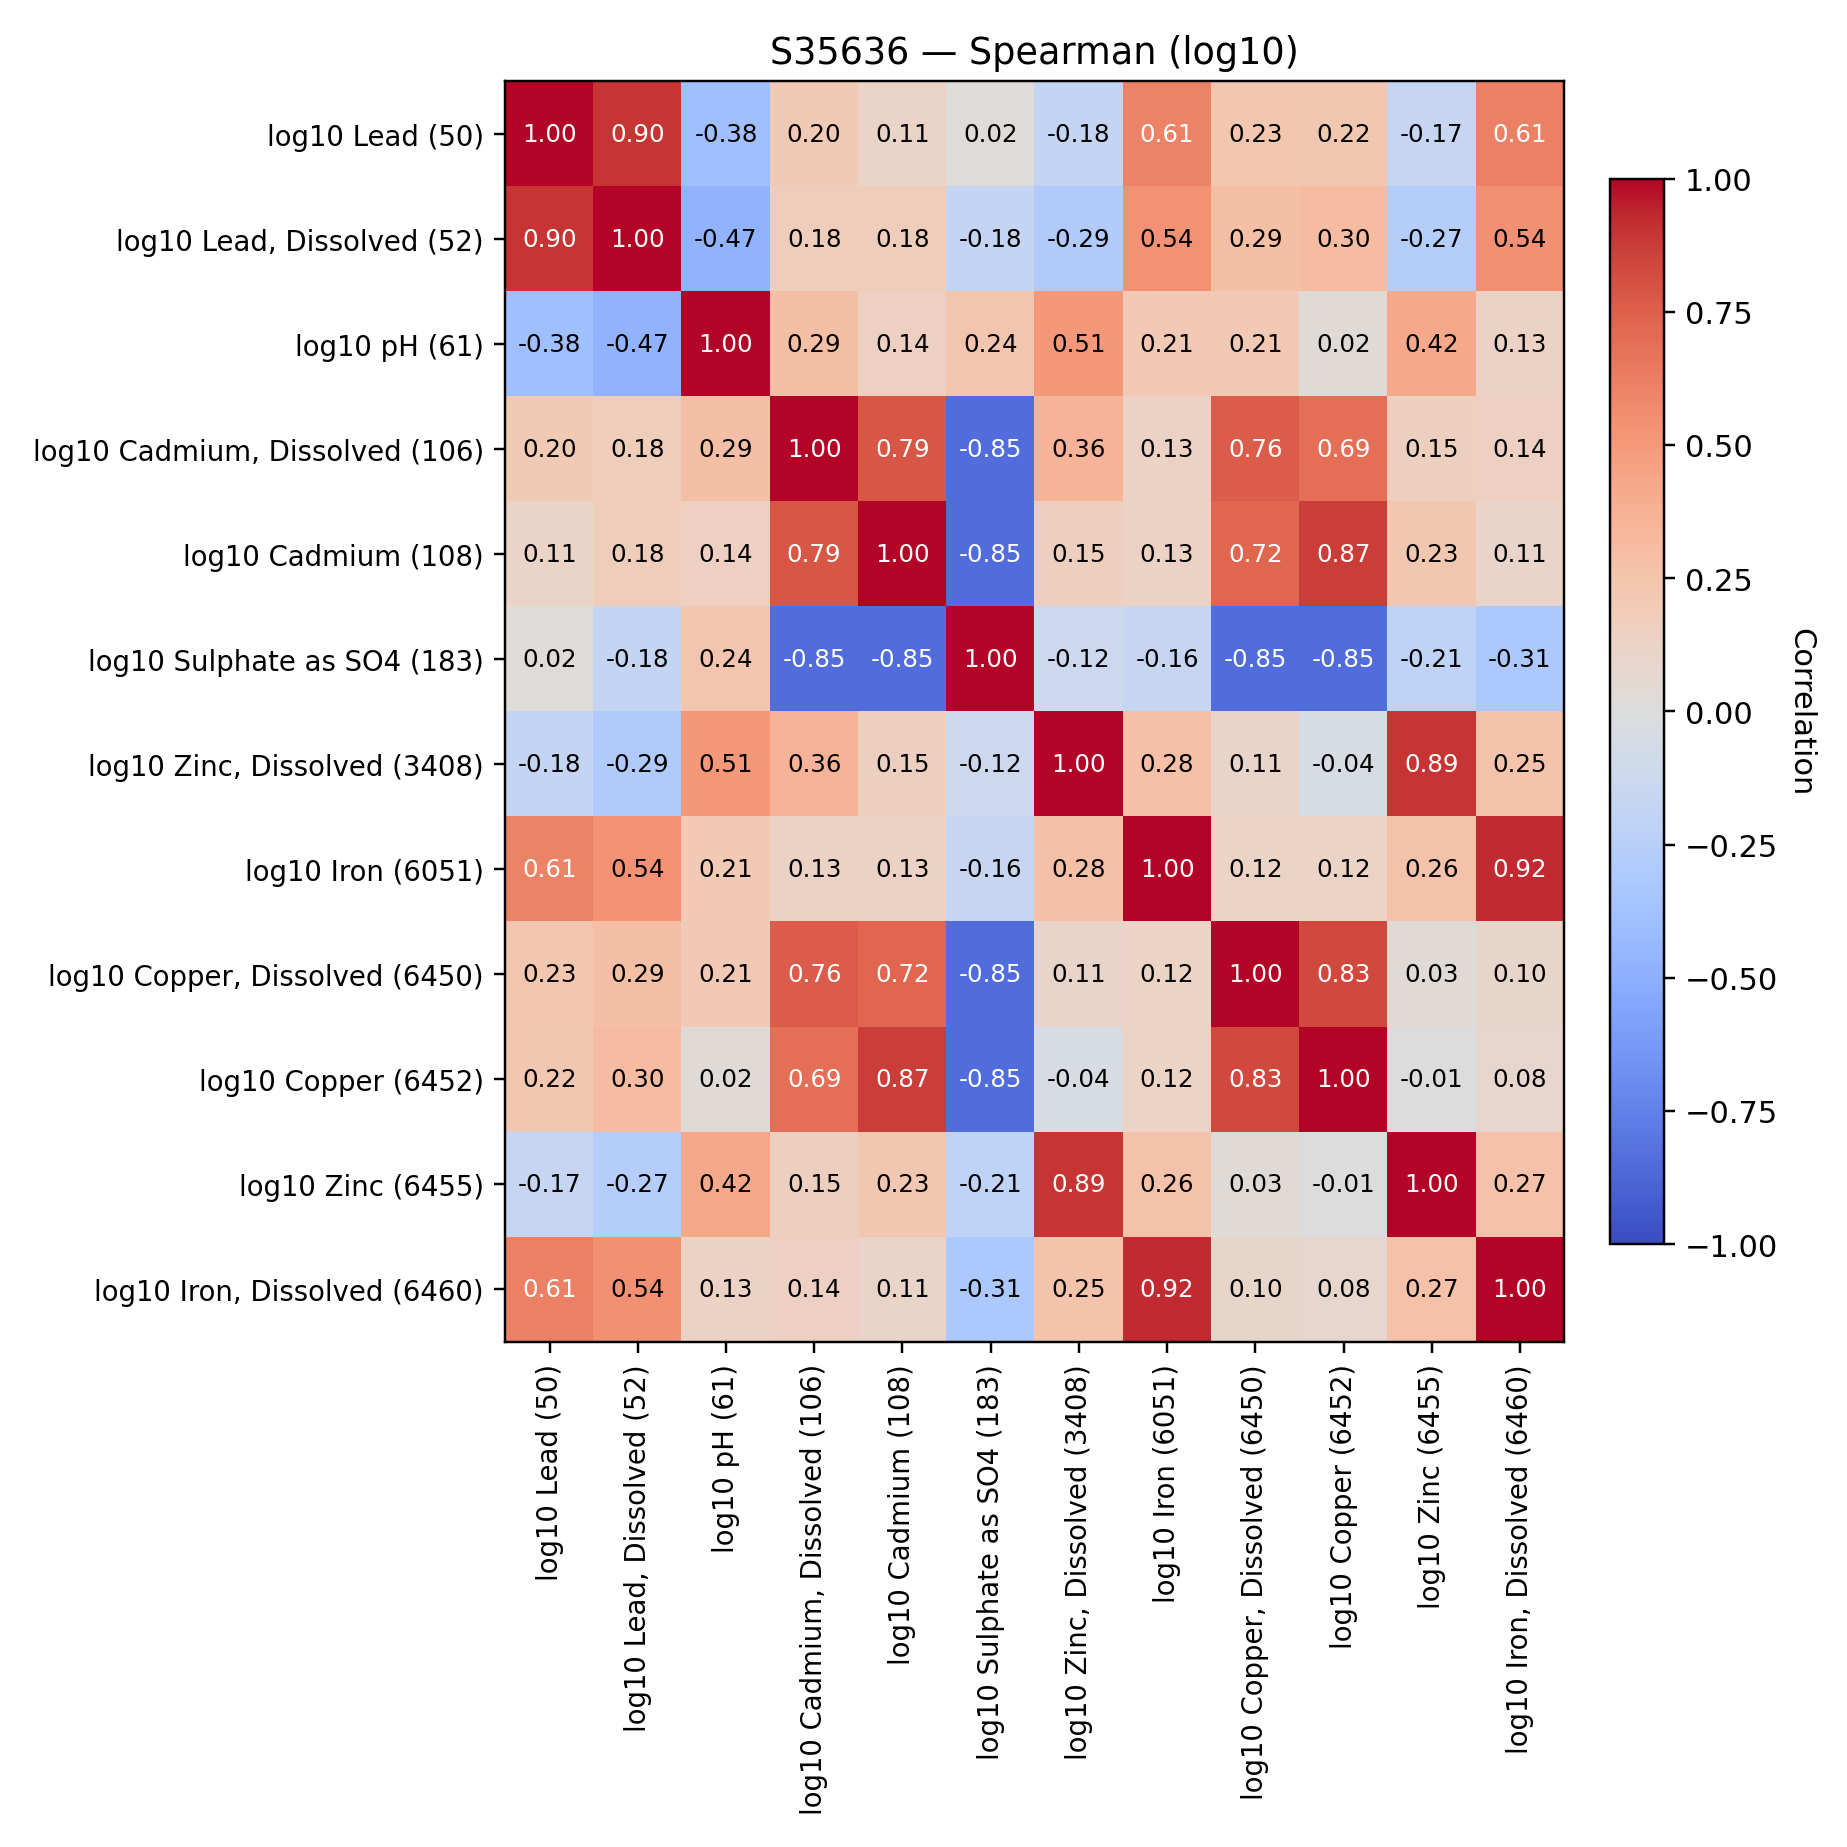 S35636 — Spearman (log10)
log10 Lead (50) 1.00 0.90 -0.38 0.20 0.11 0.02 -0.18 0.61 0.23 0.22 -0.17 0.61
log10 Lead, Dissolved (52) 0.90 1.00 -0.47 0.18 0.18 -0.18 -0.29 0.54 0.29 0.30 -0.27 0.54
log10 pH (61) -0.38 -0.47 1.00 0.29 0.14 0.24 0.51 0.21 0.21 0.02 0.42 0.13
log10 Cadmium, Dissolved (106) 0.20 0.18 0.29 1.00 0.79 -0.85 0.36 0.13 0.76 0.69 0.15 0.14
log10 Cadmium (108) 0.11 0.18 0.14 0.79 1.00 -0.85 0.15 0.13 0.72 0.87 0.23 0.11
log10 Sulphate as SO4 (183) 0.02 -0.18 0.24 -0.85 -0.85 1.00 -0.12 -0.16 -0.85 -0.85 -0.21 -0.31
log10 Zinc, Dissolved (3408) -0.18 -0.29 0.51 0.36 0.15 -0.12 1.00 0.28 0.11 -0.04 0.89 0.25
log10 Iron (6051) 0.61 0.54 0.21 0.13 0.13 -0.16 0.28 1.00 0.12 0.12 0.26 0.92
log10 Copper, Dissolved (6450) 0.23 0.29 0.21 0.76 0.72 -0.85 0.11 0.12 1.00 0.83 0.03 0.10
log10 Copper (6452) 0.22 0.30 0.02 0.69 0.87 -0.85 -0.04 0.12 0.83 1.00 -0.01 0.08
log10 Zinc (6455) -0.17 -0.27 0.42 0.15 0.23 -0.21 0.89 0.26 0.03 -0.01 1.00 0.27
log10 Iron, Dissolved (6460) 0.61 0.54 0.13 0.14 0.11 -0.31 0.25 0.92 0.10 0.08 0.27 1.00
log10 Lead (50)
log10 Lead, Dissolved (52)
log10 pH (61)
log10 Cadmium, Dissolved (106)
log10 Cadmium (108)
log10 Sulphate as SO4 (183)
log10 Zinc, Dissolved (3408)
log10 Iron (6051)
log10 Copper, Dissolved (6450)
log10 Copper (6452)
log10 Zinc (6455)
log10 Iron, Dissolved (6460)
1.00
0.75
0.50
0.25
0.00
−0.25
−0.50
−0.75
−1.00
Correlation